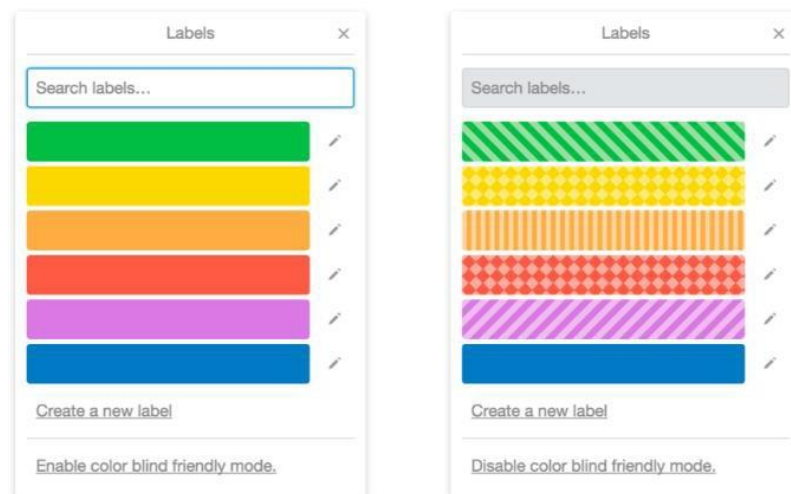 Labels
Search labels...
Create a new label
Enable color blind friendly mode.
Labels
Search labels...
Create a new label
Disable color blind friendly mode.